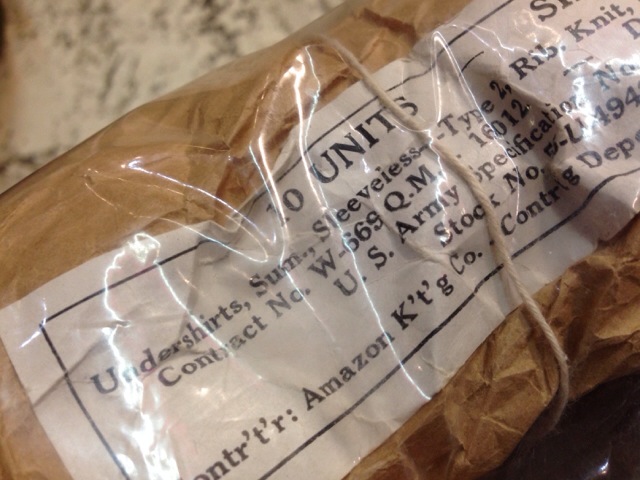 10 UNITS
Undershirts, Sum., Sleeveless, Type 2, Rib, Knit,
Contract No. W-669 Q.M. 16012,
U. S. Army Specification No.
Stock No.
Contr't'r: Amazon K't'g Co. Contr'g Depot